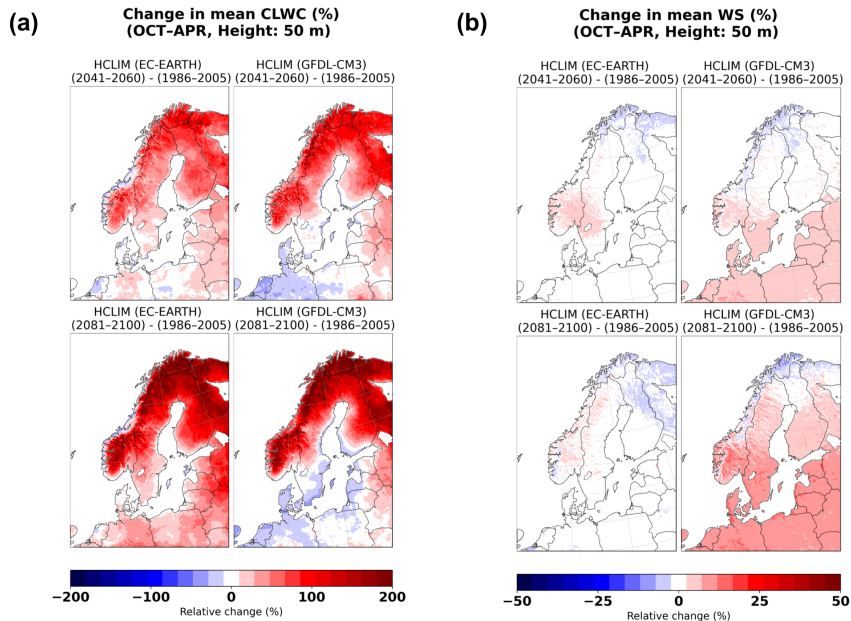 (a)
Change in mean CLWC (%)
(OCT–APR, Height: 50 m)
HCLIM (EC-EARTH)
(2041–2060) - (1986–2005)
HCLIM (GFDL-CM3)
(2041–2060) - (1986–2005)
HCLIM (EC-EARTH)
(2081–2100) - (1986–2005)
HCLIM (GFDL-CM3)
(2081–2100) - (1986–2005)
−200
−100
0
100
200
Relative change (%)
(b)
Change in mean WS (%)
(OCT–APR, Height: 50 m)
HCLIM (EC-EARTH)
(2041–2060) - (1986–2005)
HCLIM (GFDL-CM3)
(2041–2060) - (1986–2005)
HCLIM (EC-EARTH)
(2081–2100) - (1986–2005)
HCLIM (GFDL-CM3)
(2081–2100) - (1986–2005)
−50
−25
0
25
50
Relative change (%)